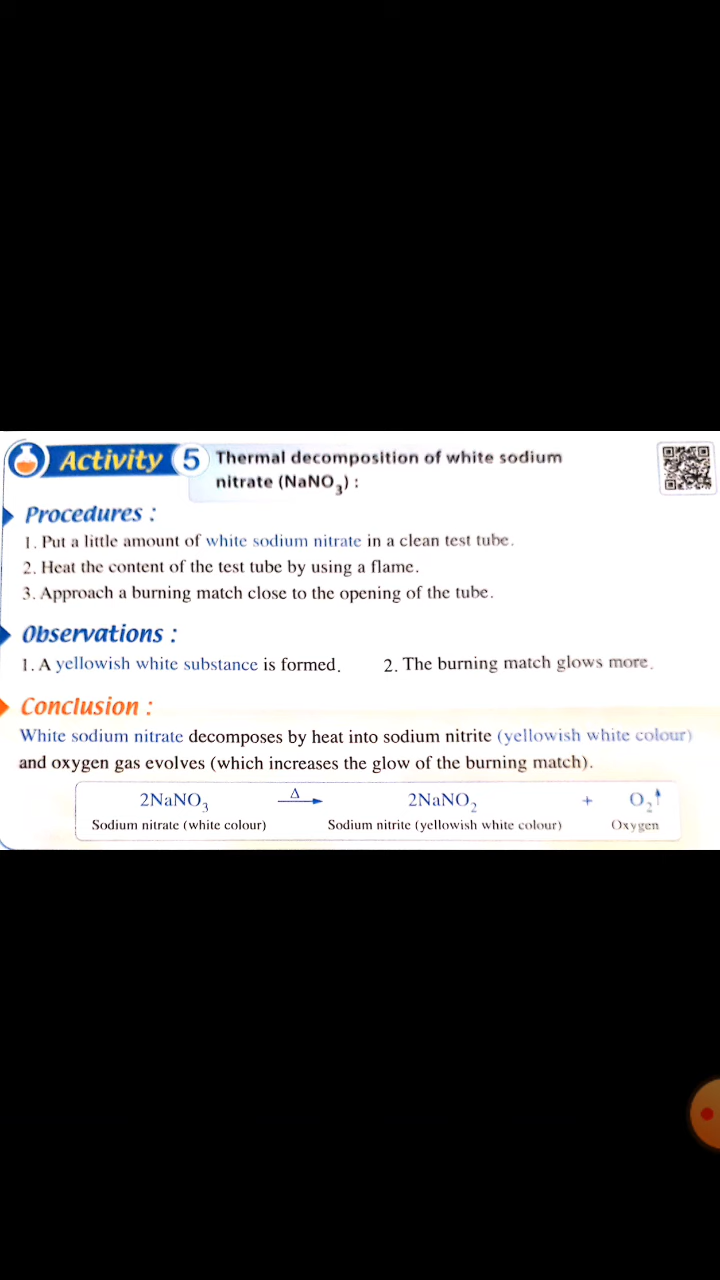 Activity 5 Thermal decomposition of white sodium
nitrate (NaNO₃) :
Procedures :
1. Put a little amount of white sodium nitrate in a clean test tube.
2. Heat the content of the test tube by using a flame.
3. Approach a burning match close to the opening of the tube.
Observations :
1. A yellowish white substance is formed. 2. The burning match glows more.
Conclusion :
White sodium nitrate decomposes by heat into sodium nitrite (yellowish white colour)
and oxygen gas evolves (which increases the glow of the burning match).
2NaNO₃ Δ→ 2NaNO₂ + O₂↑
Sodium nitrate (white colour) Sodium nitrite (yellowish white colour) Oxygen